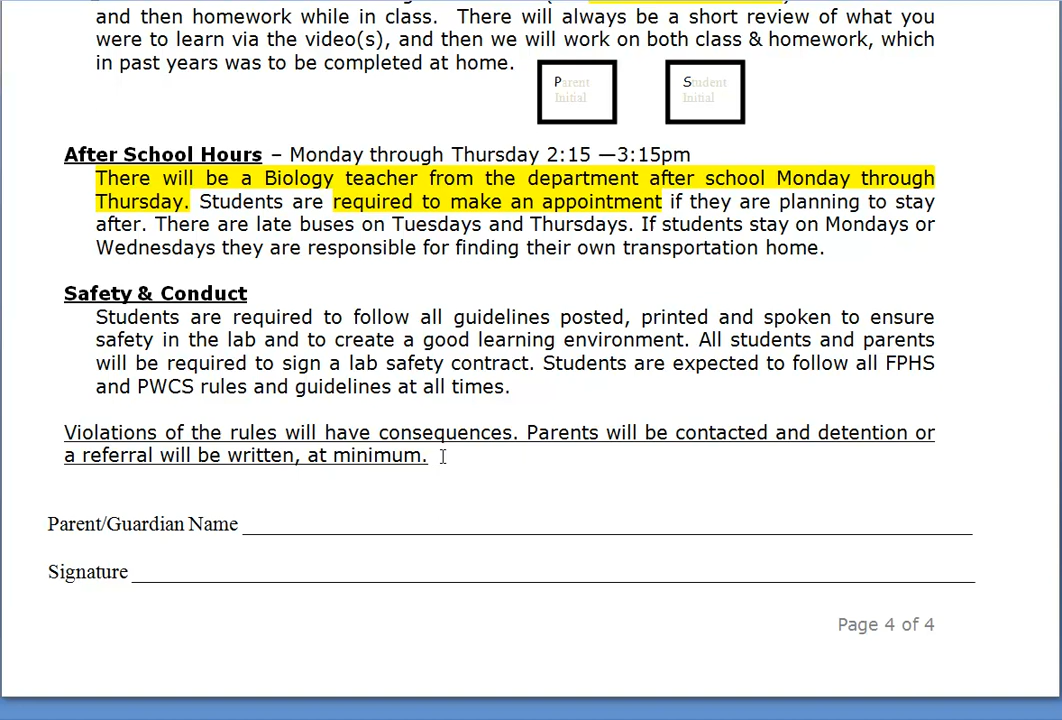 and then homework while in class. There will always be a short review of what you
were to learn via the video(s), and then we will work on both class & homework, which
in past years was to be completed at home.
Parent Initial
Student Initial
After School Hours – Monday through Thursday 2:15 —3:15pm
There will be a Biology teacher from the department after school Monday through
Thursday. Students are required to make an appointment if they are planning to stay
after. There are late buses on Tuesdays and Thursdays. If students stay on Mondays or
Wednesdays they are responsible for finding their own transportation home.
Safety & Conduct
Students are required to follow all guidelines posted, printed and spoken to ensure
safety in the lab and to create a good learning environment. All students and parents
will be required to sign a lab safety contract. Students are expected to follow all FPHS
and PWCS rules and guidelines at all times.
Violations of the rules will have consequences. Parents will be contacted and detention or
a referral will be written, at minimum.
Parent/Guardian Name
Signature
Page 4 of 4